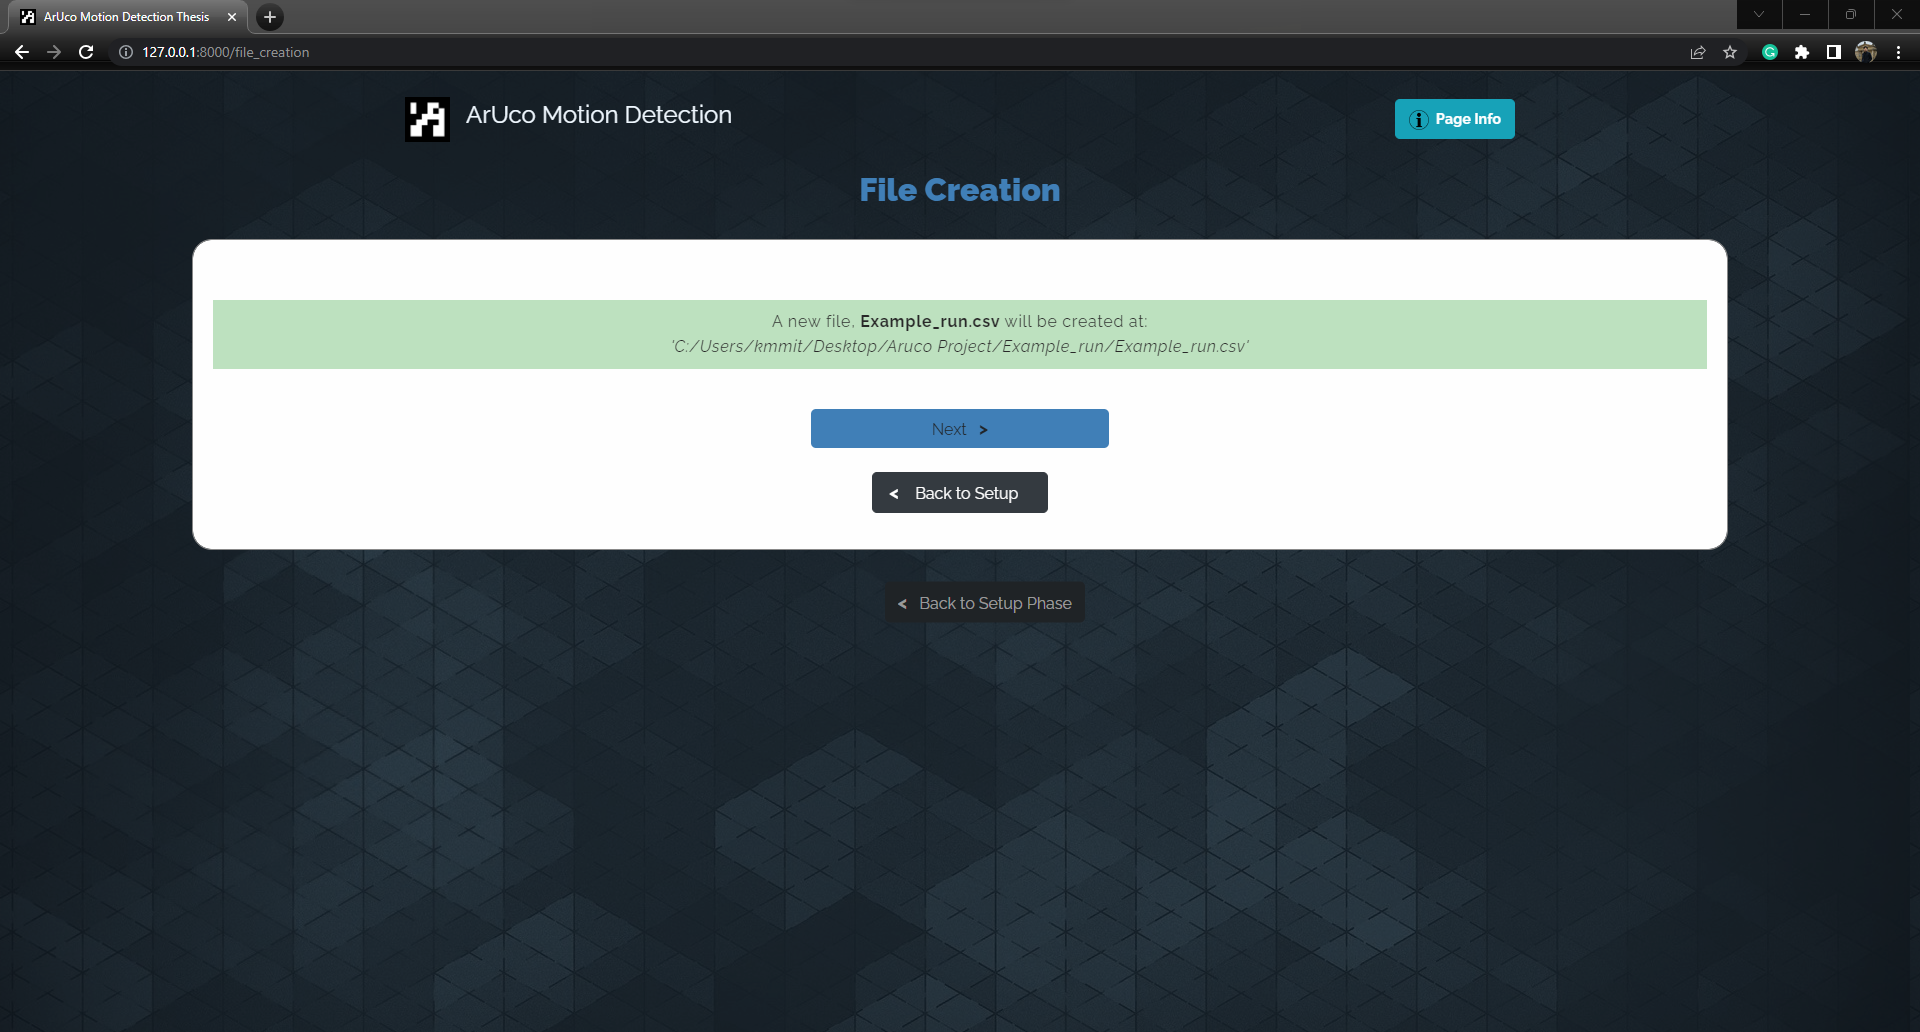 ArUco Motion Detection Thesis
127.0.0.1:8000/file_creation
ArUco Motion Detection
Page Info
File Creation
A new file, Example_run.csv will be created at:
'C:/Users/kmmit/Desktop/Aruco Project/Example_run/Example_run.csv'
Next >
< Back to Setup
< Back to Setup Phase